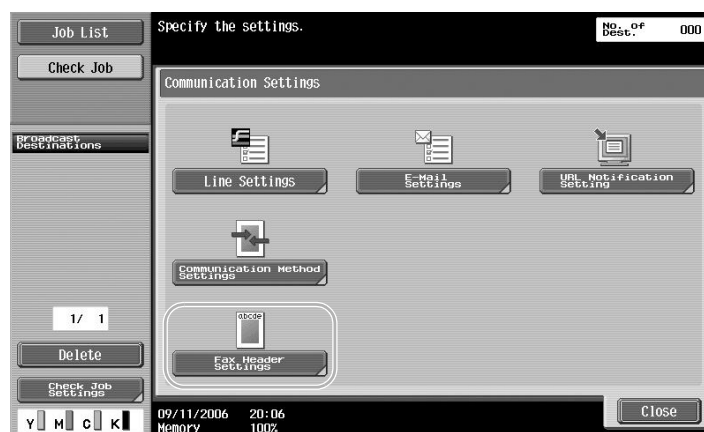 Job List
Check Job
Specify the settings.
No. of
Dest.
000
Communication Settings
Broadcast
Destinations
Line Settings
E-Mail
Settings
URL Notification
Setting
Communication Method
Settings
abcde
Fax Header
Settings
1/ 1
Delete
Check Job
Settings
Y M C K
09/11/2006 20:06
Memory 100%
Close